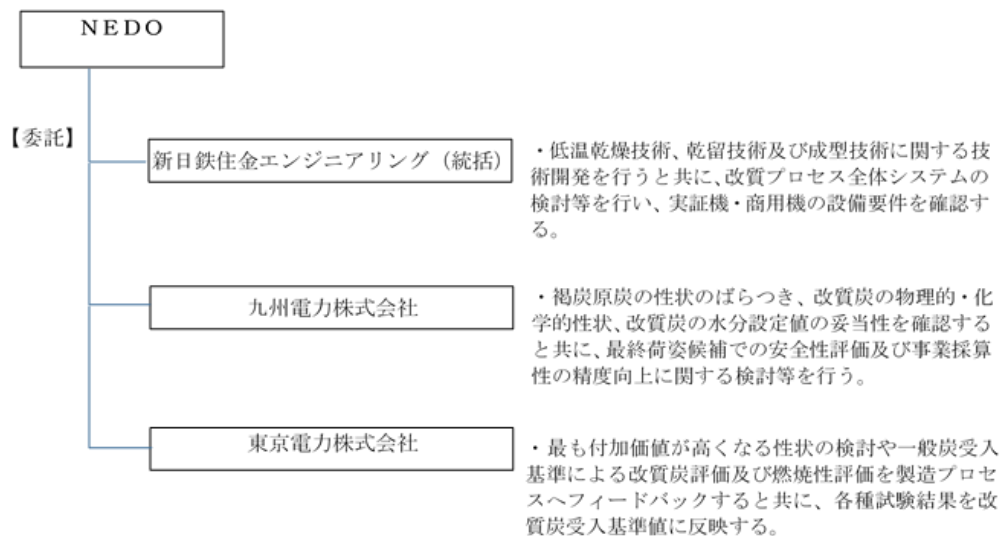 NEDO
【委託】
新日鉄住金エンジニアリング（統括）
・低温乾燥技術、乾留技術及び成型技術に関する技
術開発を行うと共に、改質プロセス全体システムの
検討等を行い、実証機・商用機の設備要件を確認す
る。
九州電力株式会社
・褐炭原炭の性状のばらつき、改質炭の物理的・化
学的性状、改質炭の水分設定値の妥当性を確認する
と共に、最終荷姿候補での安全性評価及び事業採算
性の精度向上に関する検討等を行う。
東京電力株式会社
・最も付加価値が高くなる性状の検討や一般炭受入
基準による改質炭評価及び燃焼性評価を製造プロセ
スへフィードバックすると共に、各種試験結果を改
質炭受入基準値に反映する。